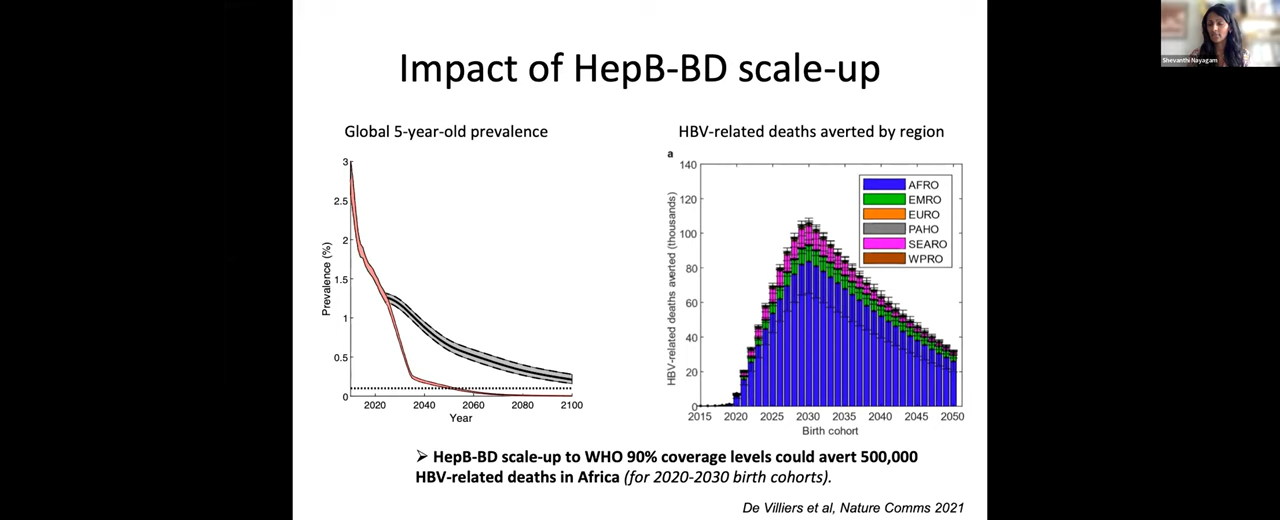 Shevanthi Nayagam
Impact of HepB-BD scale-up
Global 5-year-old prevalence
HBV-related deaths averted by region
3
2.5
2
1.5
1
0.5
0
Prevalence (%)
2020
2040
2060
2080
2100
Year
a
140
120
100
80
60
40
20
0
HBV-related deaths averted (thousands)
AFRO
EMRO
EURO
PAHO
SEARO
WPRO
2015
2020
2025
2030
2035
2040
2045
2050
Birth cohort
➢ HepB-BD scale-up to WHO 90% coverage levels could avert 500,000
HBV-related deaths in Africa (for 2020-2030 birth cohorts).
De Villiers et al, Nature Comms 2021